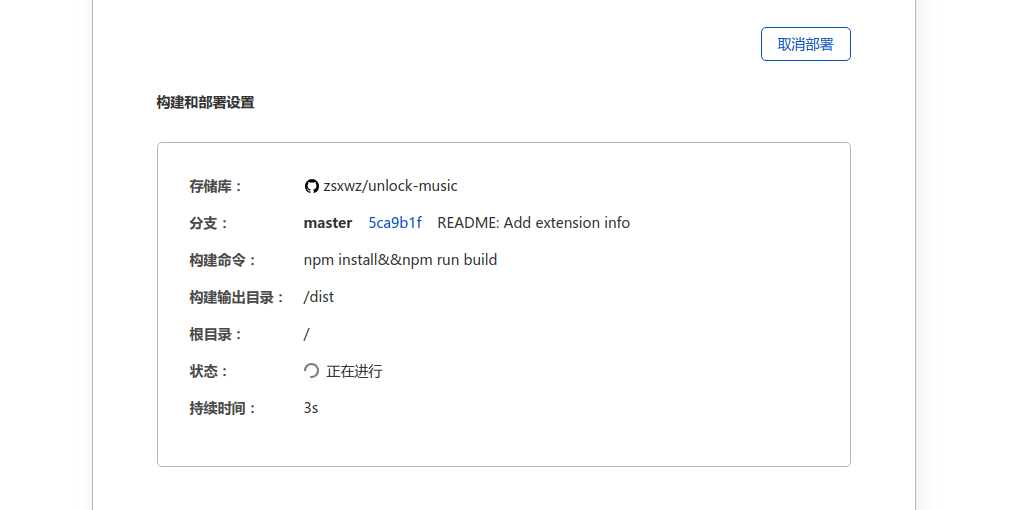 取消部署
构建和部署设置
存储库： zsxwz/unlock-music
分支： master 5ca9b1f README: Add extension info
构建命令： npm install&&npm run build
构建输出目录： /dist
根目录： /
状态： 正在进行
持续时间： 3s